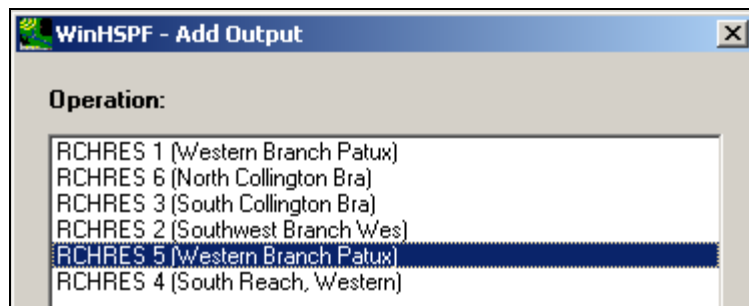 WinHSPF - Add Output
Operation:
RCHRES 1 (Western Branch Patux)
RCHRES 6 (North Collington Bra)
RCHRES 3 (South Collington Bra)
RCHRES 2 (Southwest Branch Wes)
RCHRES 5 (Western Branch Patux)
RCHRES 4 (South Reach, Western)